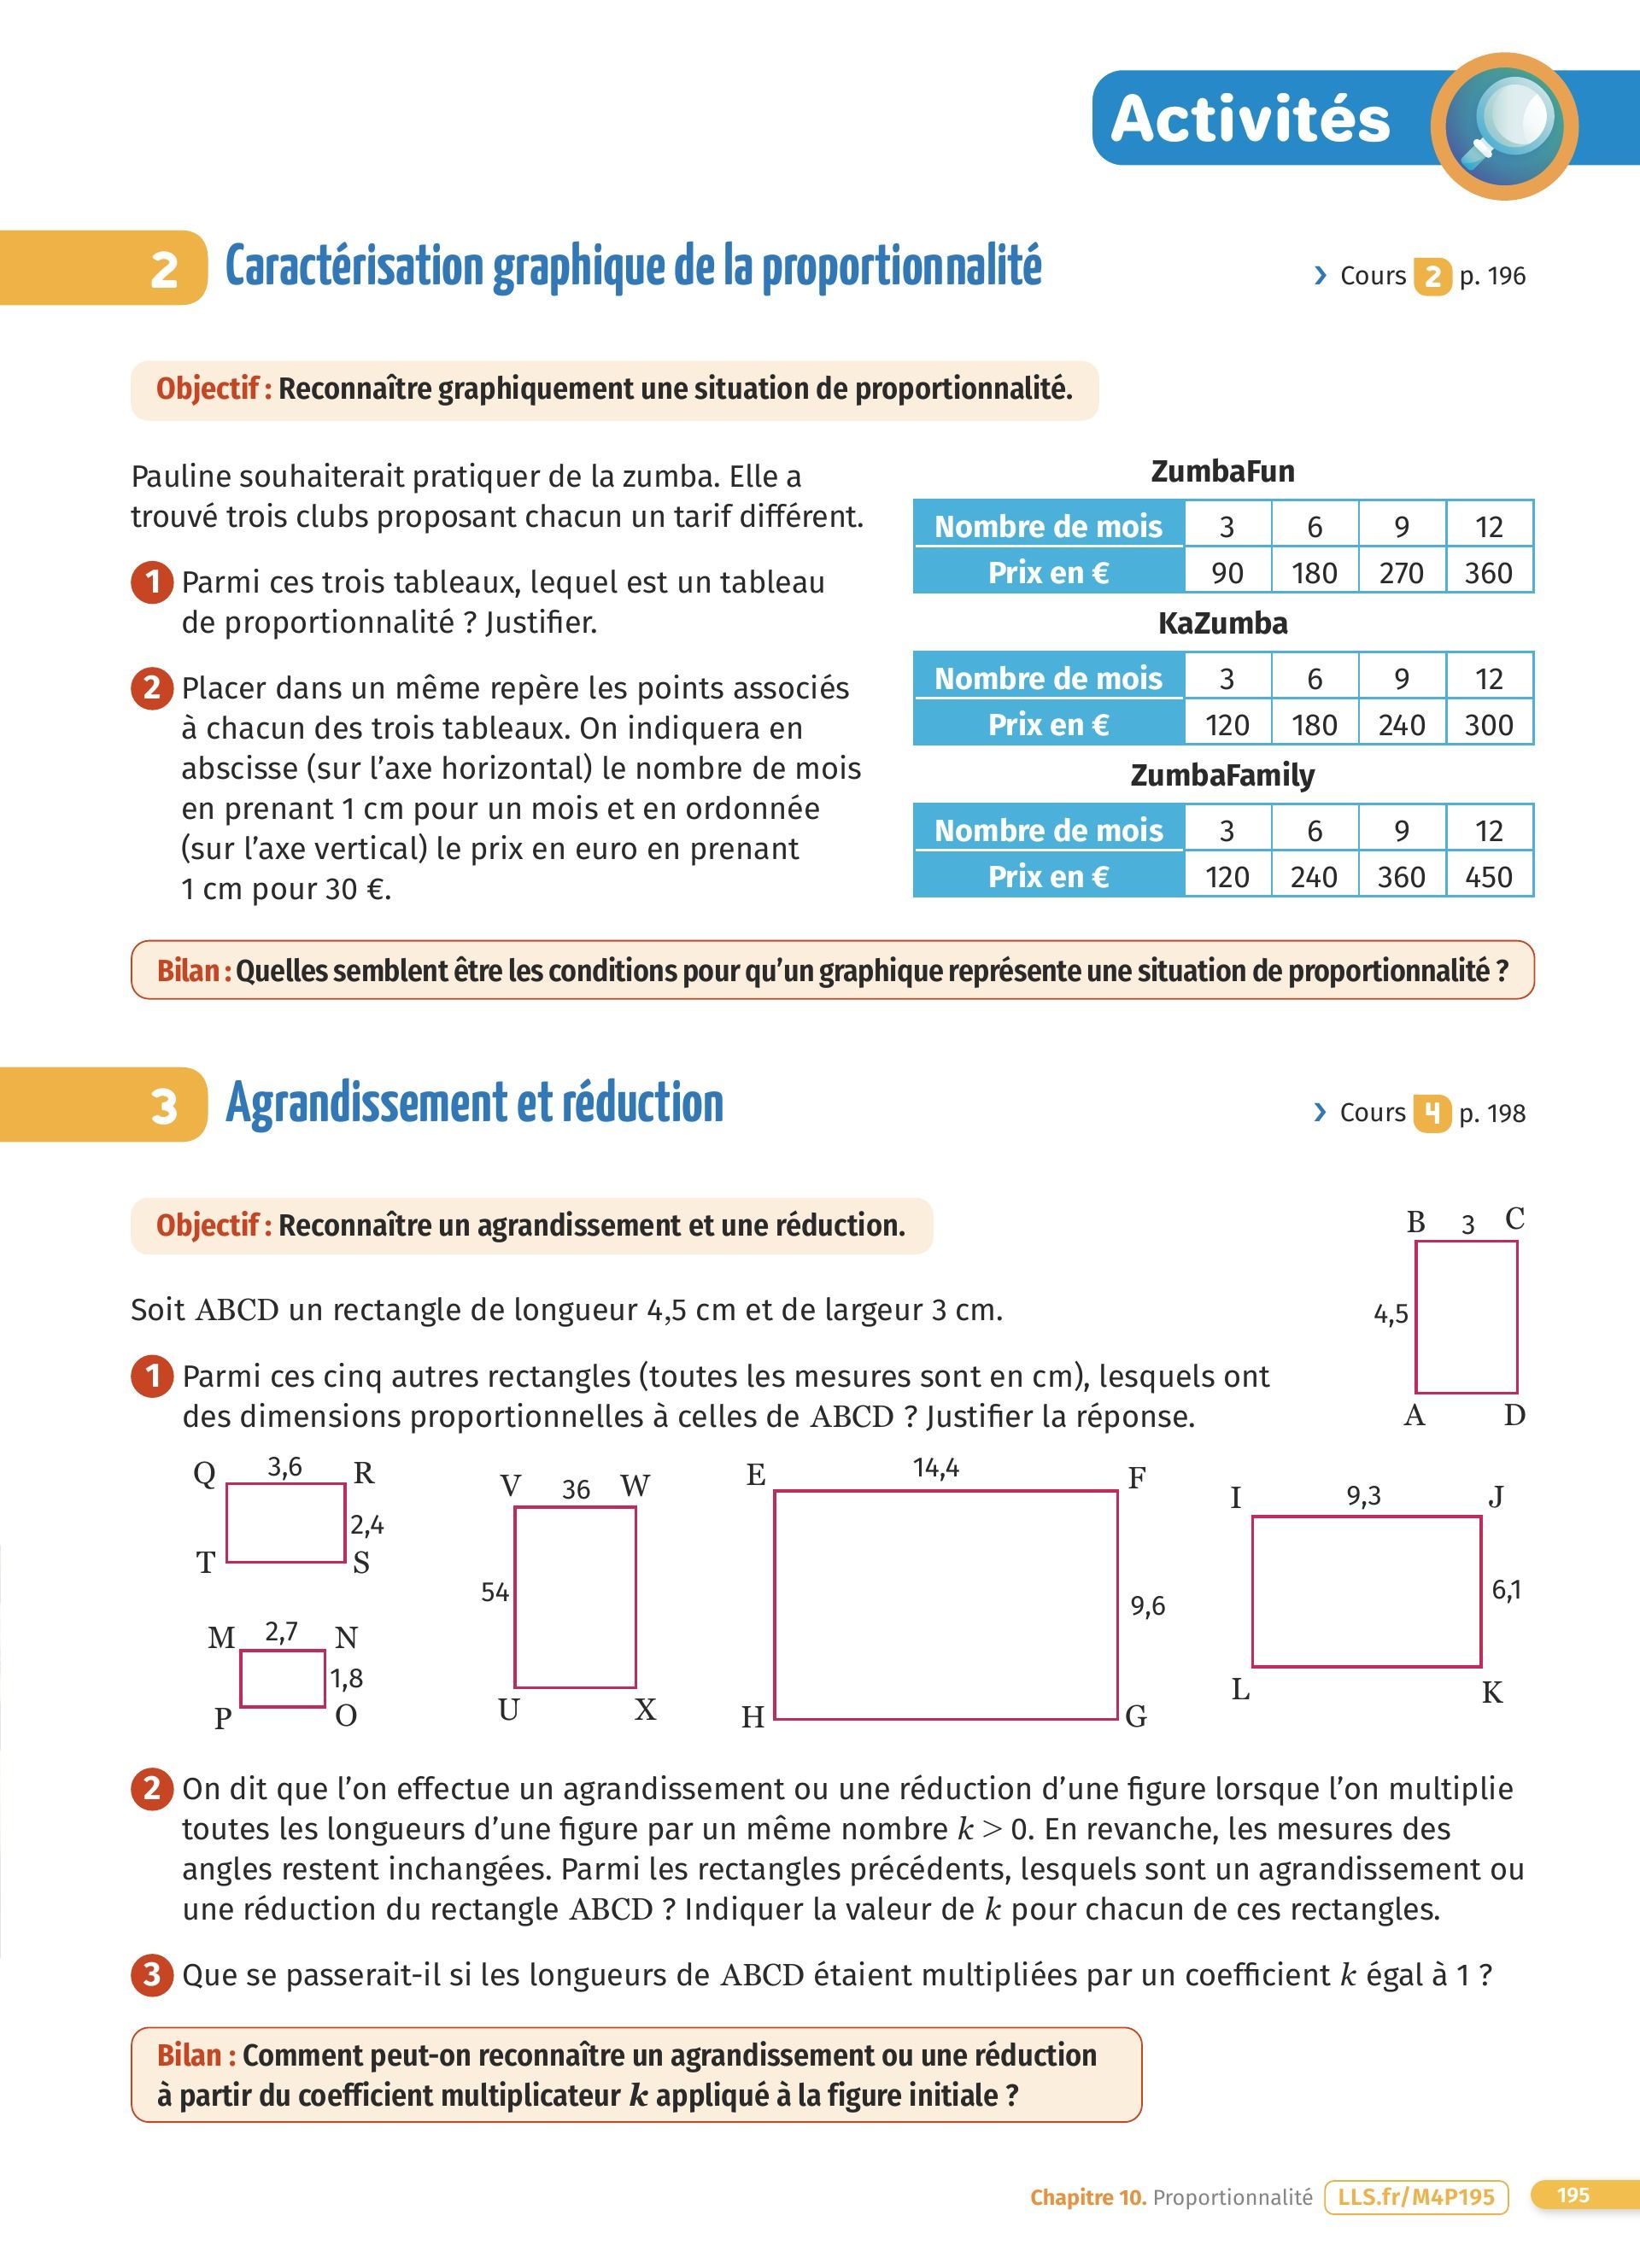 Activités
2 Caractérisation graphique de la proportionnalité
› Cours 2 p. 196
Objectif : Reconnaître graphiquement une situation de proportionnalité.
Pauline souhaiterait pratiquer de la zumba. Elle a
trouvé trois clubs proposant chacun un tarif différent.
1 Parmi ces trois tableaux, lequel est un tableau
de proportionnalité ? Justifier.
2 Placer dans un même repère les points associés
à chacun des trois tableaux. On indiquera en
abscisse (sur l’axe horizontal) le nombre de mois
en prenant 1 cm pour un mois et en ordonnée
(sur l’axe vertical) le prix en euro en prenant
1 cm pour 30 €.
ZumbaFun
Nombre de mois 3 6 9 12
Prix en € 90 180 270 360
KaZumba
Nombre de mois 3 6 9 12
Prix en € 120 180 240 300
ZumbaFamily
Nombre de mois 3 6 9 12
Prix en € 120 240 360 450
Bilan : Quelles semblent être les conditions pour qu’un graphique représente une situation de proportionnalité ?
3 Agrandissement et réduction
› Cours 4 p. 198
Objectif : Reconnaître un agrandissement et une réduction.
Soit ABCD un rectangle de longueur 4,5 cm et de largeur 3 cm.
1 Parmi ces cinq autres rectangles (toutes les mesures sont en cm), lesquels ont
des dimensions proportionnelles à celles de ABCD ? Justifier la réponse.
B 3 C
4,5
A D
Q 3,6 R
2,4
T S
M 2,7 N
1,8
P O
V 36 W
54
U X
E 14,4 F
9,6
H G
I 9,3 J
6,1
L K
2 On dit que l’on effectue un agrandissement ou une réduction d’une figure lorsque l’on multiplie
toutes les longueurs d’une figure par un même nombre k > 0. En revanche, les mesures des
angles restent inchangées. Parmi les rectangles précédents, lesquels sont un agrandissement ou
une réduction du rectangle ABCD ? Indiquer la valeur de k pour chacun de ces rectangles.
3 Que se passerait-il si les longueurs de ABCD étaient multipliées par un coefficient k égal à 1 ?
Bilan : Comment peut-on reconnaître un agrandissement ou une réduction
à partir du coefficient multiplicateur k appliqué à la figure initiale ?
Chapitre 10. Proportionnalité LLS.fr/M4P195 195